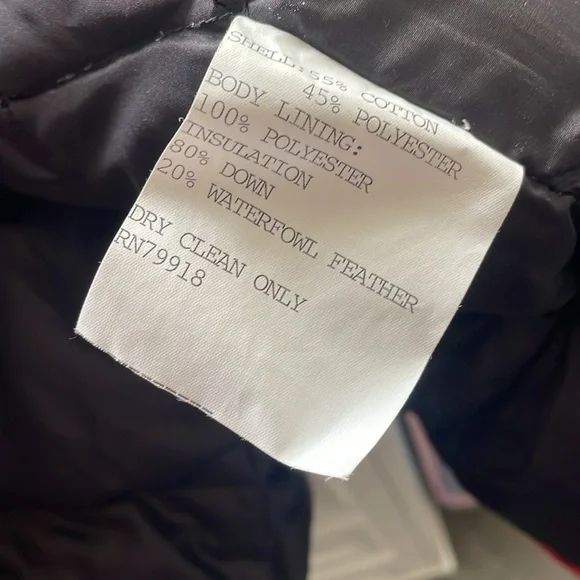 SHELL: 55% COTTON
45% POLYESTER
BODY LINING:
100% POLYESTER
INSULATION
80% DOWN
20% WATERFOWL FEATHER
DRY CLEAN ONLY
RN79918